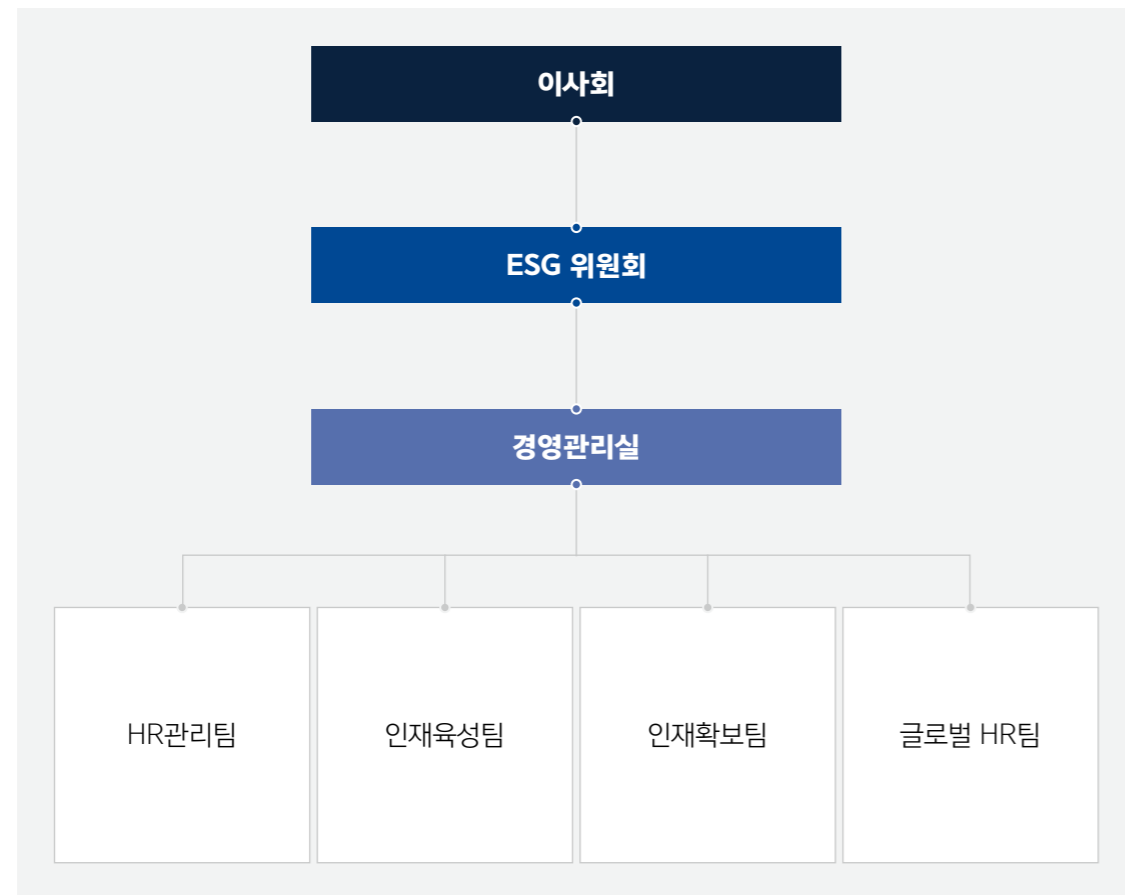 이사회
ESG 위원회
경영관리실
HR관리팀
인재육성팀
인재확보팀
글로벌 HR팀